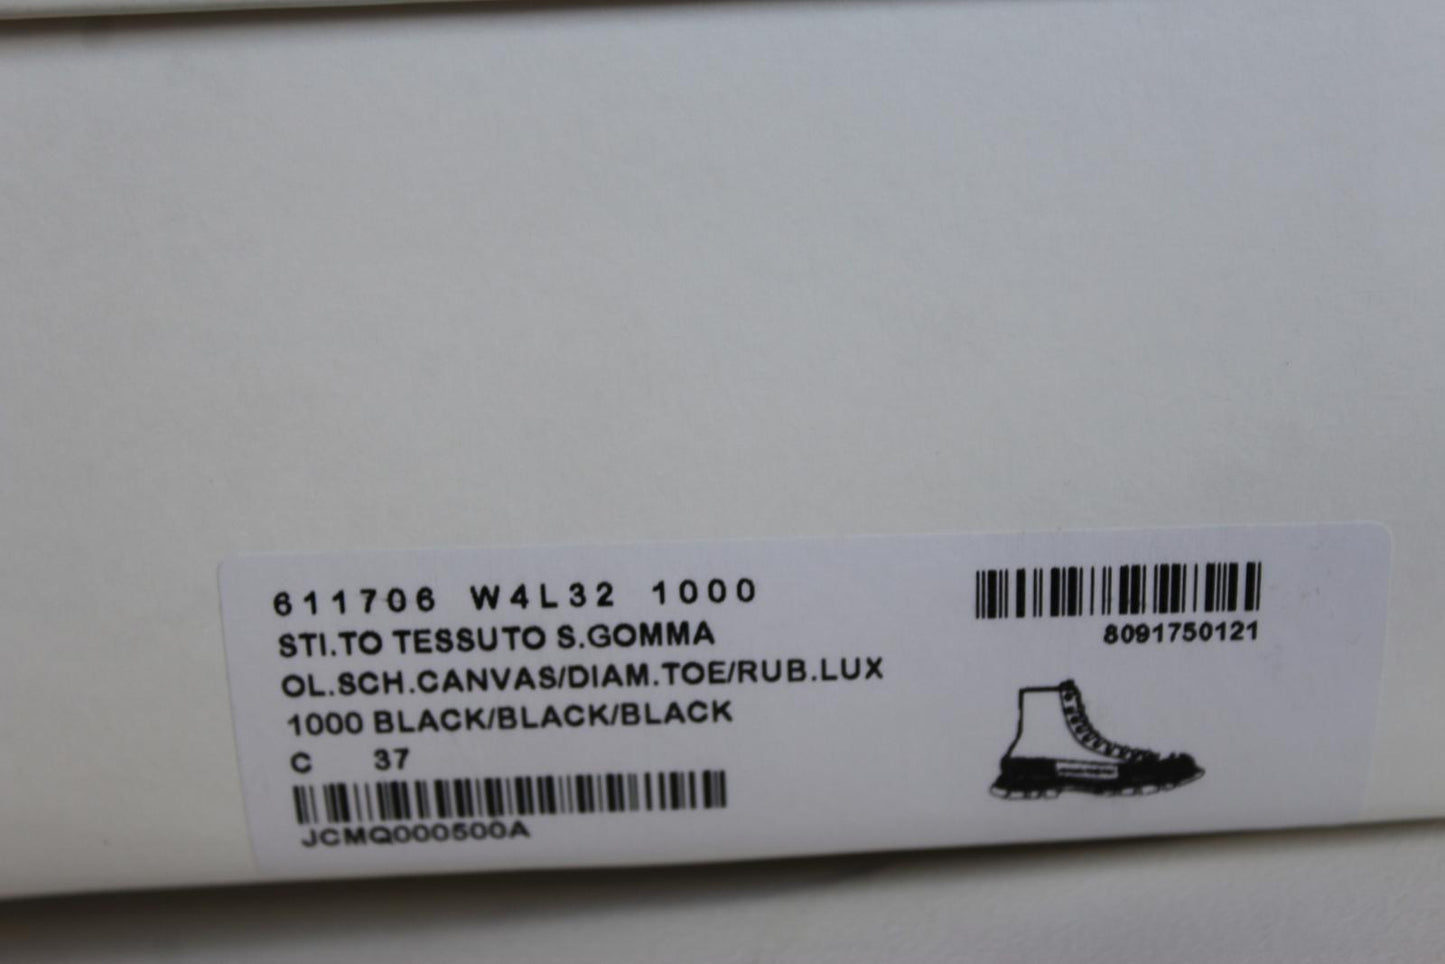 611706 W4L32 1000
STI.TO TESSUTO S.GOMMA
OL.SCH.CANVAS/DIAM.TOE/RUB.LUX
1000 BLACK/BLACK/BLACK
C 37
JCMQ000500A
8091750121